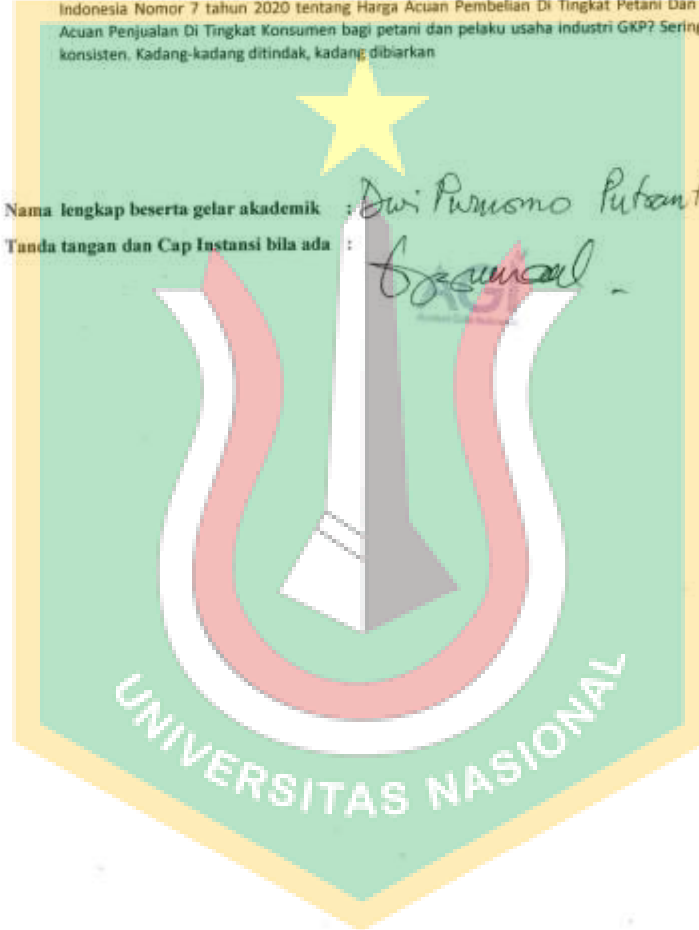 Indonesia Nomor 7 tahun 2020 tentang Harga Acuan Pembelian Di Tingkat Petani Dan
Acuan Penjualan Di Tingkat Konsumen bagi petani dan pelaku usaha industri GKP? Sering
konsisten. Kadang-kadang ditindak, kadang dibiarkan
Nama lengkap beserta gelar akademik : Dwi Purnomo Putrant
Tanda tangan dan Cap Instansi bila ada :
AGI
UNIVERSITAS NASIONAL